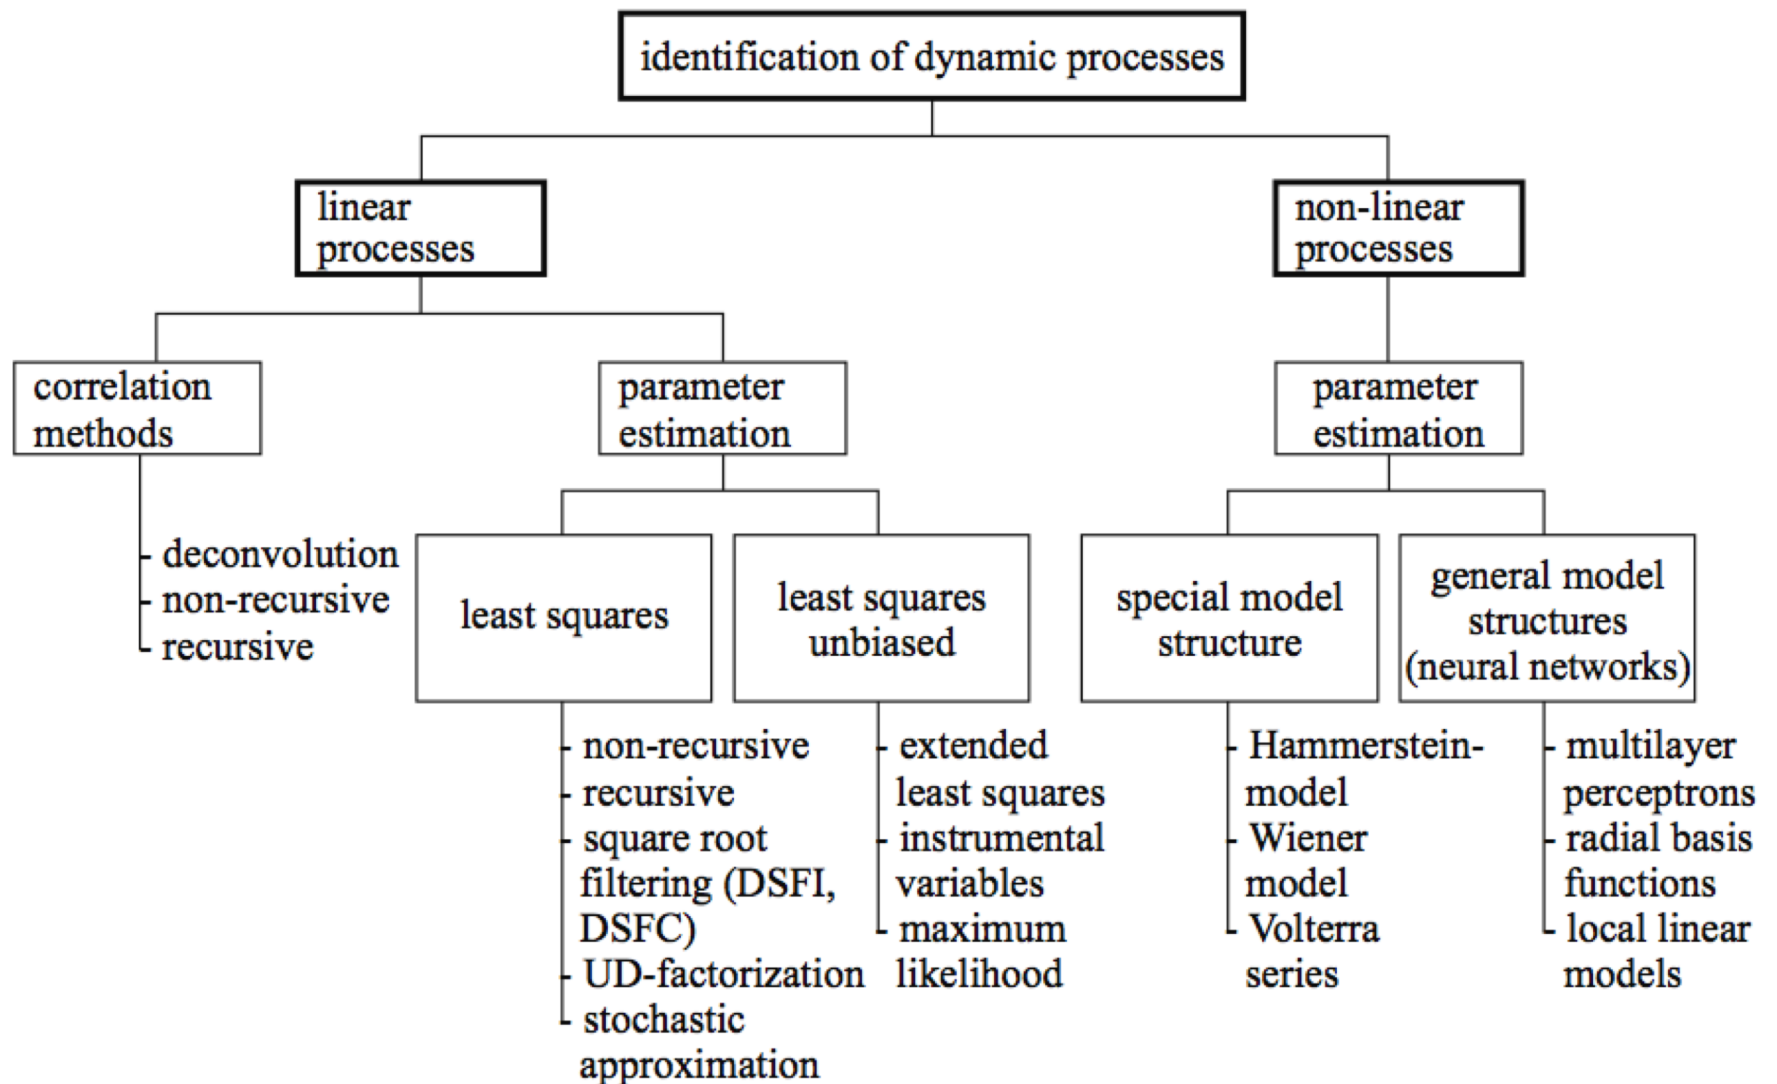 identification of dynamic processes
linear
processes
non-linear
processes
correlation
methods
parameter
estimation
parameter
estimation
- deconvolution
- non-recursive
- recursive
least squares
least squares
unbiased
special model
structure
general model
structures
(neural networks)
- non-recursive
- recursive
- square root
filtering (DSFI,
DSFC)
- UD-factorization
- stochastic
approximation
- extended
least squares
- instrumental
variables
- maximum
likelihood
- Hammerstein-
model
- Wiener
model
- Volterra
series
- multilayer
perceptrons
- radial basis
functions
- local linear
models